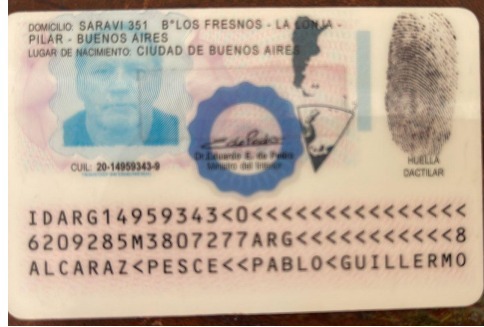 DOMICILIO: SARAVI 351 B°LOS FRESNOS - LA LONJA -
PILAR - BUENOS AIRES
LUGAR DE NACIMIENTO: CIUDAD DE BUENOS AIRES
CUIL: 20-14959343-9
Dr. Eduardo E. de Pedro
Ministro del Interior
HUELLA
DACTILAR
IDARG14959343<0<<<<<<<<<<<<<<<
6209285M3807277ARG<<<<<<<<<<<8
ALCARAZ<PESCE<<PABLO<GUILLERMO